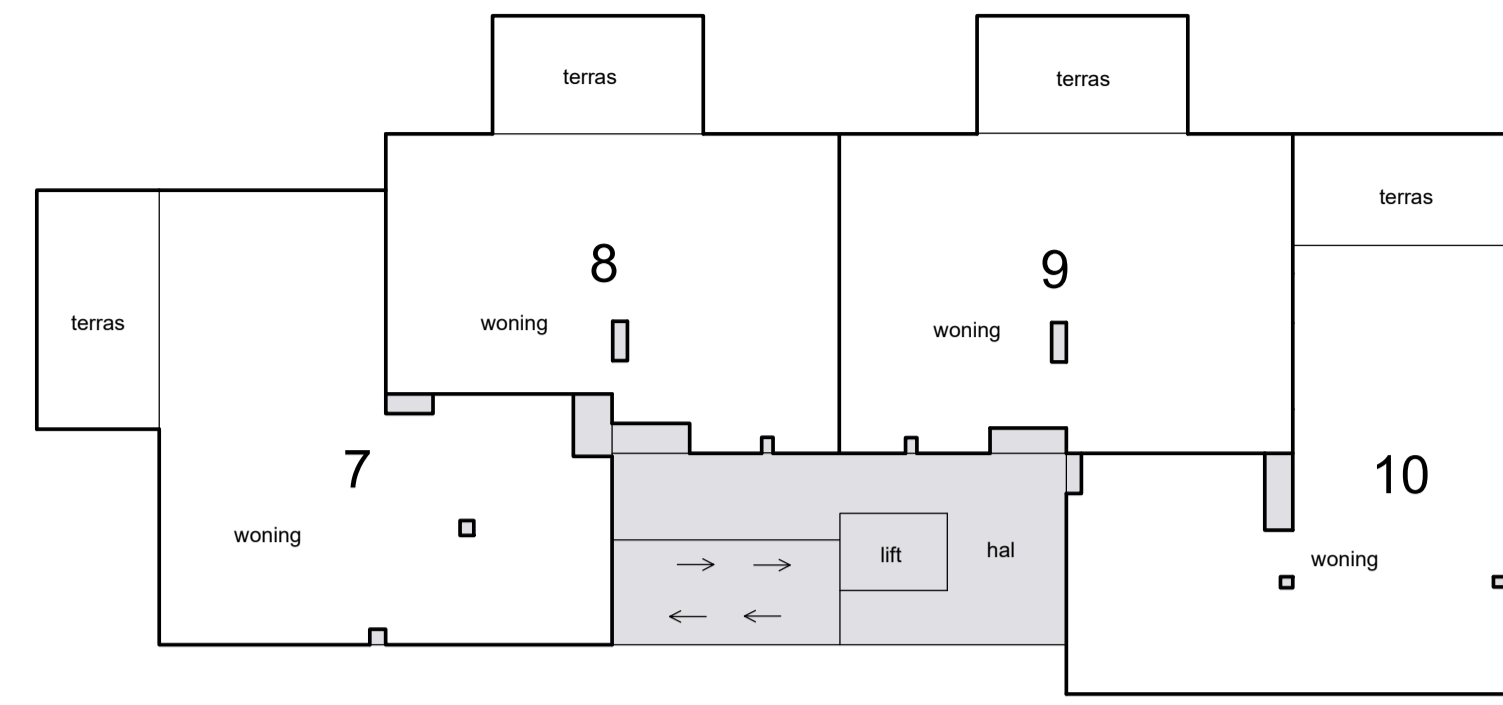 terras
terras
terras
8
9
terras
woning
woning
7
10
woning
lift
hal
woning